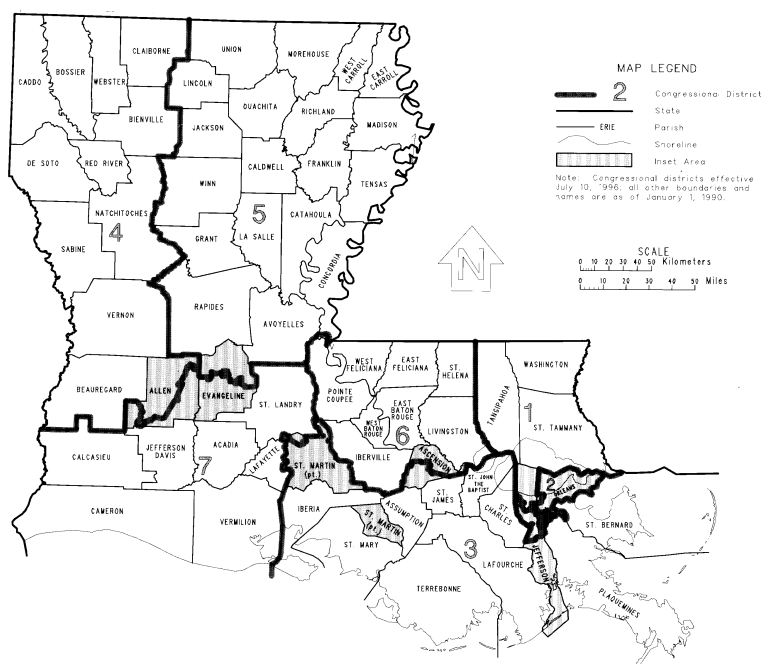 CLAIBORNE
UNION
MOREHOUSE
WEST
CARROLL
EAST
CARROLL
CADDO
BOSSIER
WEBSTER
LINCOLN
OUACHITA
RICHLAND
MADISON
BIENVILLE
JACKSON
DE SOTO
RED RIVER
CALDWELL
FRANKLIN
TENSAS
WINN
NATCHITOCHES
4
5
LA SALLE
CATAHOULA
SABINE
GRANT
CONCORDIA
VERNON
RAPIDES
AVOYELLES
BEAUREGARD
ALLEN
EVANGELINE
ST. LANDRY
POINTE
COUPEE
WEST
FELICIANA
EAST
FELICIANA
ST.
HELENA
TANGIPAHOA
WASHINGTON
1
ST. TAMMANY
EAST
BATON
ROUGE
WEST
BATON
ROUGE
6
LIVINGSTON
CALCASIEU
JEFFERSON
DAVIS
ACADIA
7
LAFAYETTE
ST. MARTIN
(pt.)
IBERVILLE
ASCENSION
ST. JOHN
THE
BAPTIST
2
ORLEANS
CAMERON
VERMILION
IBERIA
ST. MARTIN
(pt.)
ASSUMPTION
ST.
JAMES
ST.
CHARLES
ST. BERNARD
ST. MARY
3
LAFOURCHE
JEFFERSON
TERREBONNE
PLAQUEMINES
MAP LEGEND
2 Congressional District
State
ERIE Parish
Shoreline
Inset Area
Note: Congressional districts effective
July 10, 1996; all other boundaries and
names are as of January 1, 1990.
N
SCALE
0 10 20 30 40 50 Kilometers
0 10 20 30 40 50 Miles